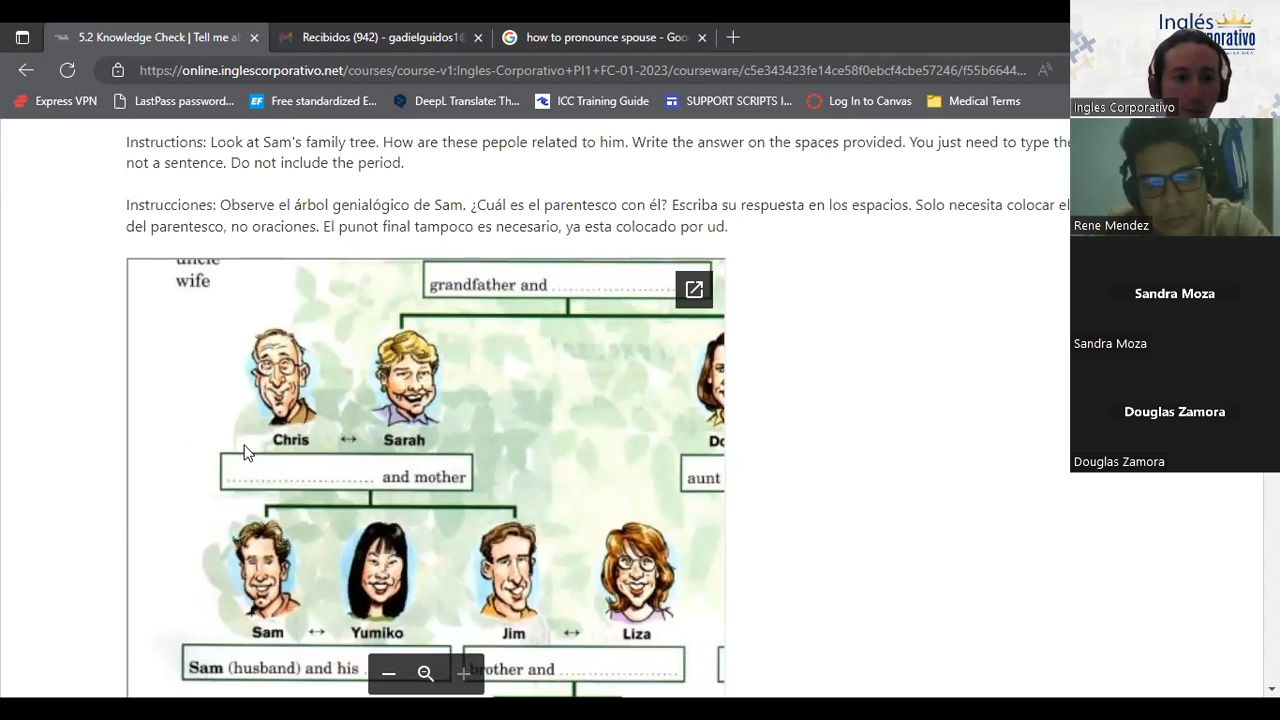 5.2 Knowledge Check | Tell me a
Recibidos (942) - gadielguidos1@
how to pronounce spouse - Goo
https://online.inglescorporativo.net/courses/course-v1:Ingles-Corporativo+PI1+FC-01-2023/courseware/c5e343423fe14ce58f0ebcf4cbe57246/f55b6644...
Express VPN
LastPass password...
Free standardized E...
DeepL Translate: Th...
ICC Training Guide
SUPPORT SCRIPTS I...
Log In to Canvas
Medical Terms
Instructions: Look at Sam's family tree. How are these pepole related to him. Write the answer on the spaces provided. You just need to type the
not a sentence. Do not include the period.
Instrucciones: Observe el árbol genialógico de Sam. ¿Cuál es el parentesco con él? Escriba su respuesta en los espacios. Solo necesita colocar el
del parentesco, no oraciones. El punot final tampoco es necesario, ya esta colocado por ud.
uncle
wife
grandfather and ........................
Chris ↔ Sarah
Do
........................ and mother
aunt
Sam ↔ Yumiko
Jim ↔ Liza
Sam (husband) and his
brother and ........................
Inglés
Ingles Corporativo
Rene Mendez
Sandra Moza
Sandra Moza
Douglas Zamora
Douglas Zamora